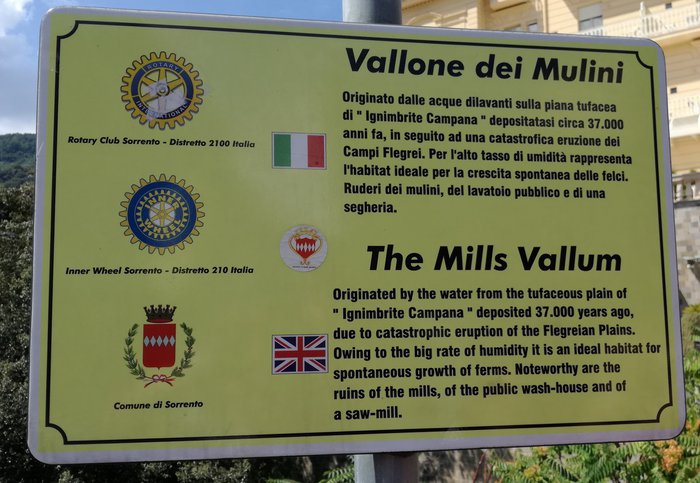 ROTARY
INTERNATIONAL
Rotary Club Sorrento - Distretto 2100 Italia
INNER
WHEEL
Inner Wheel Sorrento - Distretto 210 Italia
Comune di Sorrento
Vallone dei Mulini
Originato dalle acque dilavanti sulla piana tufacea
di " Ignimbrite Campana " depositatasi circa 37.000
anni fa, in seguito ad una catastrofica eruzione dei
Campi Flegrei. Per l'alto tasso di umidità rappresenta
l'habitat ideale per la crescita spontanea delle felci.
Ruderi dei mulini, del lavatoio pubblico e di una
segheria.
The Mills Vallum
Originated by the water from the tufaceous plain of
" Ignimbrite Campana " deposited 37.000 years ago,
due to catastrophic eruption of the Flegreian Plains.
Owing to the big rate of humidity it is an ideal habitat for
spontaneous growth of ferms. Noteworthy are the
ruins of the mills, of the public wash-house and of
a saw-mill.